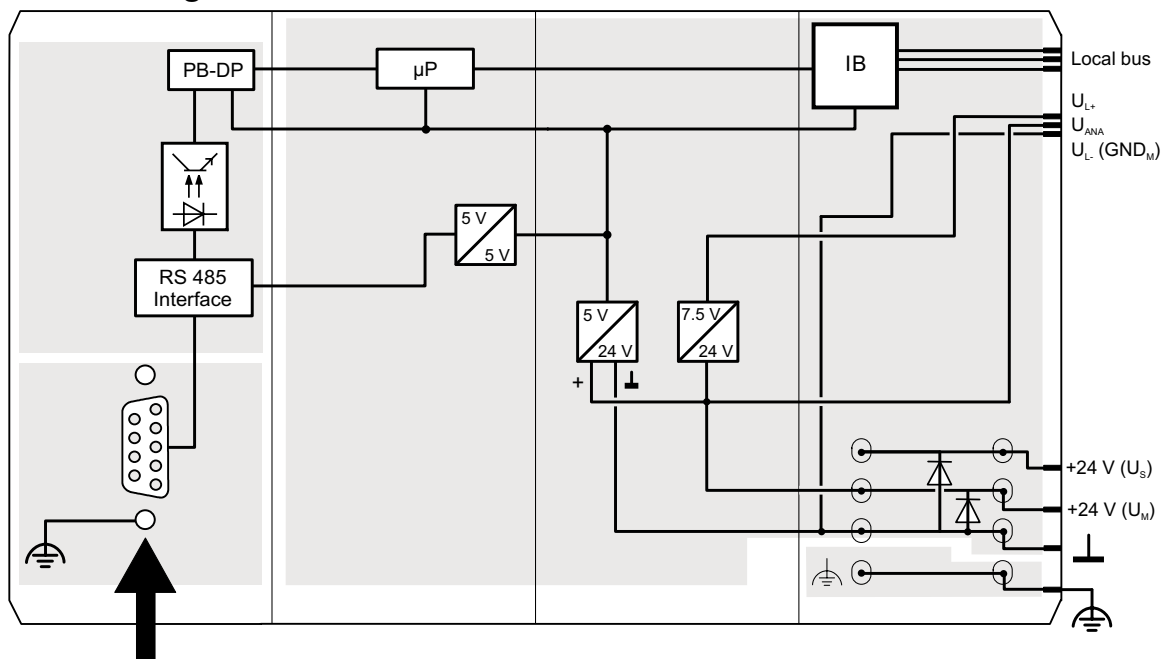 PB-DP
µP
IB
Local bus
U_L+
U_ANA
U_L- (GND_M)
5 V
5 V
RS 485
Interface
5 V
24 V
7.5 V
24 V
+
+24 V (U_S)
+24 V (U_M)